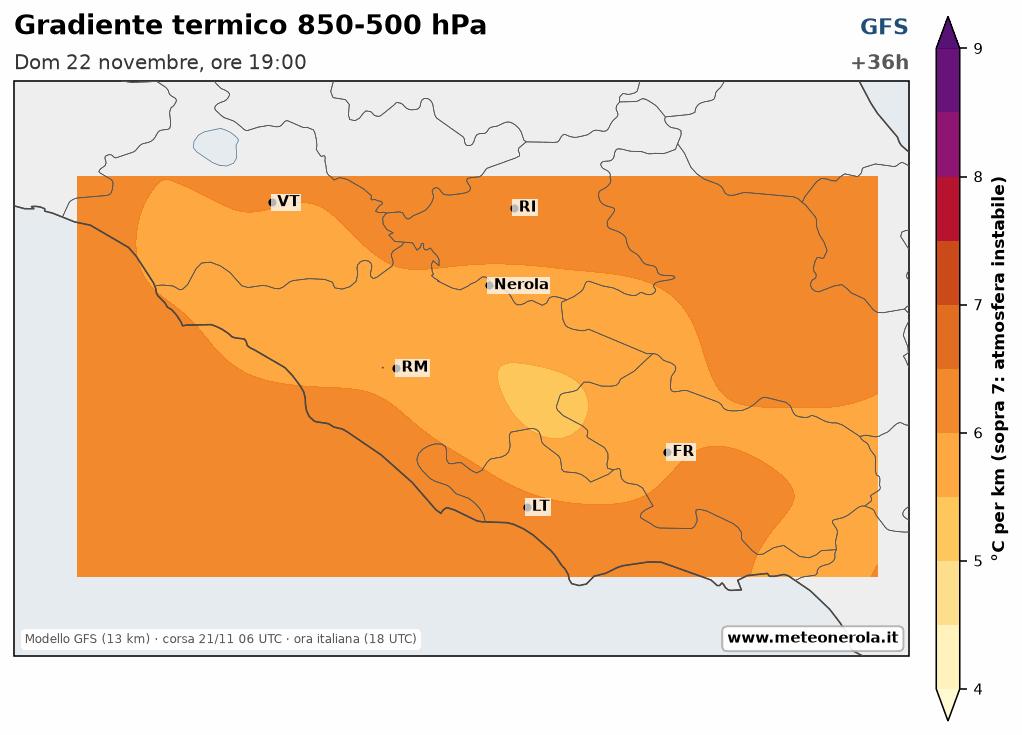 Gradiente termico 850-500 hPa
GFS
Dom 22 novembre, ore 19:00
+36h
VT
RI
Nerola
RM
FR
LT
Modello GFS (13 km) · corsa 21/11 06 UTC · ora italiana (18 UTC)
www.meteonerola.it
9
8
7
6
5
4
°C per km (sopra 7: atmosfera instabile)